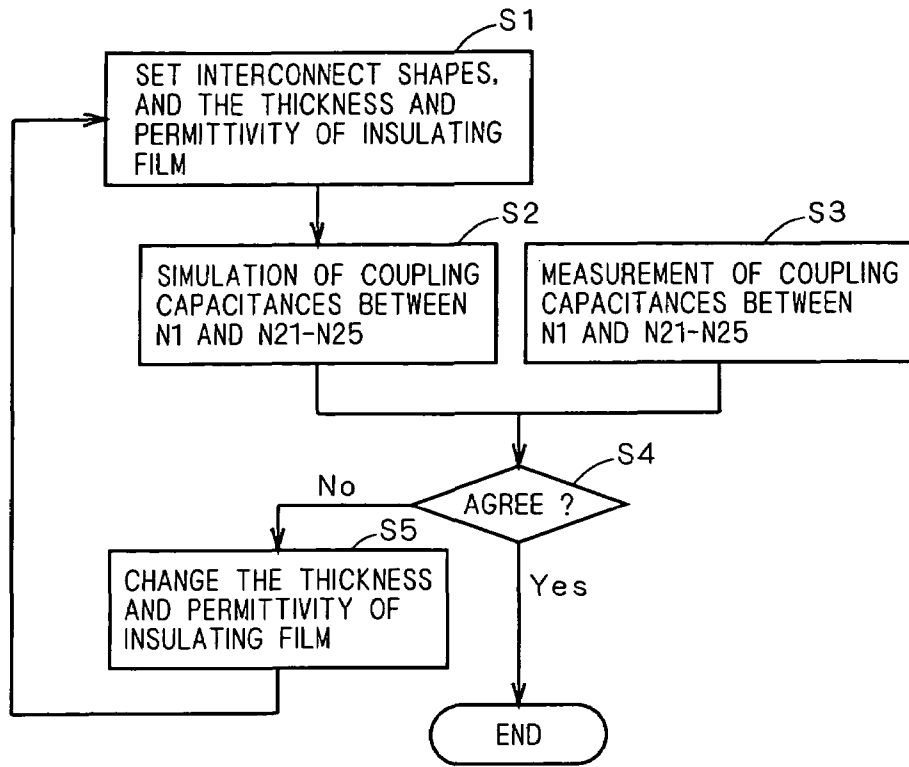 S1
SET INTERCONNECT SHAPES,
AND THE THICKNESS AND
PERMITTIVITY OF INSULATING
FILM
S2
SIMULATION OF COUPLING
CAPACITANCES BETWEEN
N1 AND N21-N25
S3
MEASUREMENT OF COUPLING
CAPACITANCES BETWEEN
N1 AND N21-N25
S4
AGREE ?
No
Yes
S5
CHANGE THE THICKNESS
AND PERMITTIVITY OF
INSULATING FILM
END